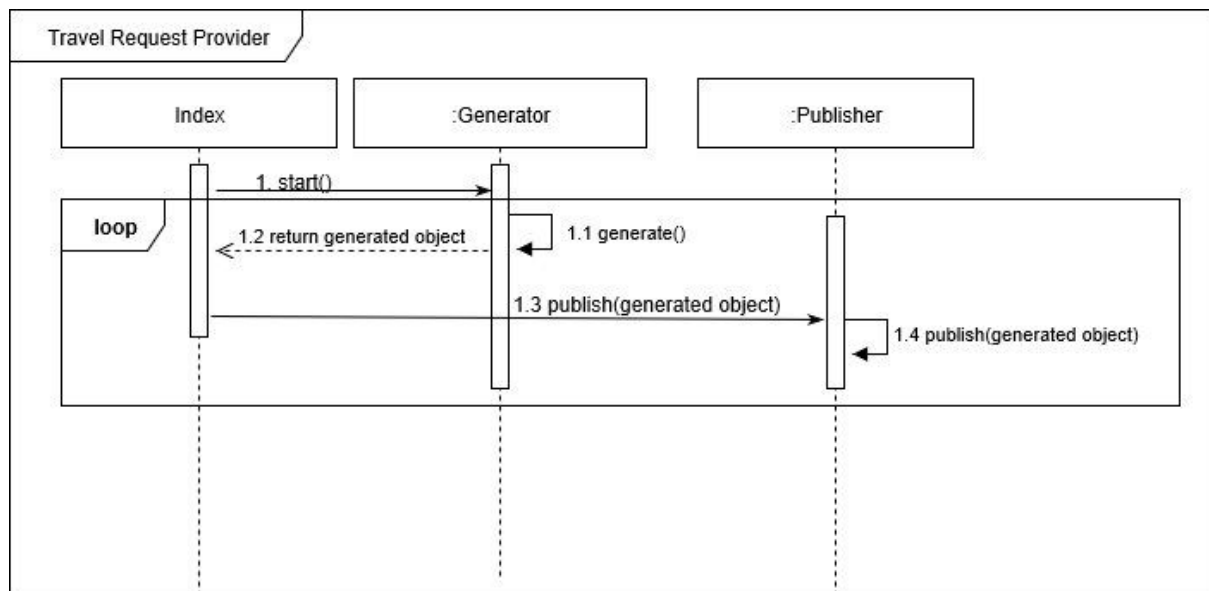 Travel Request Provider
Index
:Generator
:Publisher
1. start()
loop
1.1 generate()
1.2 return generated object
1.3 publish(generated object)
1.4 publish(generated object)